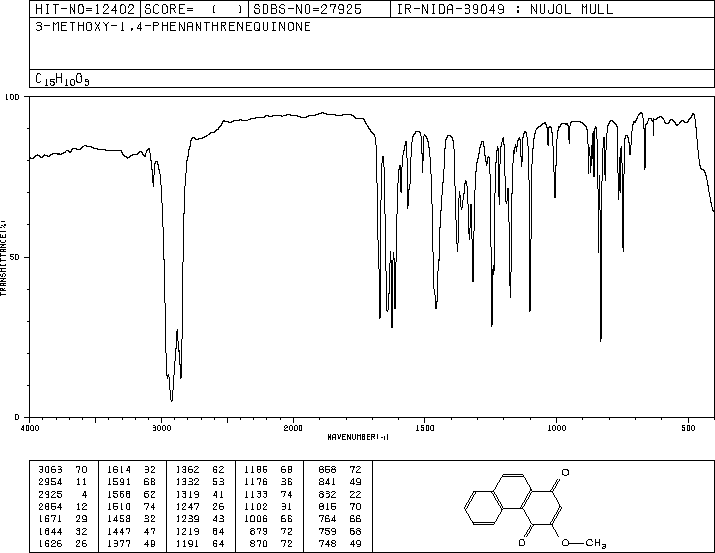 HIT-NO=12402 SCORE= ( ) SDBS-NO=27925 IR-NIDA-39049 : NUJOL MULL
3-METHOXY-1,4-PHENANTHRENEQUINONE
C15H10O3
100
50
0
TRANSMITTANCE(%)
4000 3000 2000 1500 1000 500
WAVENUMBER(-1)
3063 70 1614 32 1362 62 1186 68 858 72
2954 11 1591 68 1332 53 1176 36 841 49
2925 4 1568 62 1319 41 1133 74 832 22
2854 12 1510 74 1247 26 1102 31 816 70
1671 29 1458 32 1239 43 1006 66 764 66
1644 32 1447 47 1219 64 879 72 759 68
1626 26 1377 49 1191 64 870 72 748 49
O
O
O—CH3